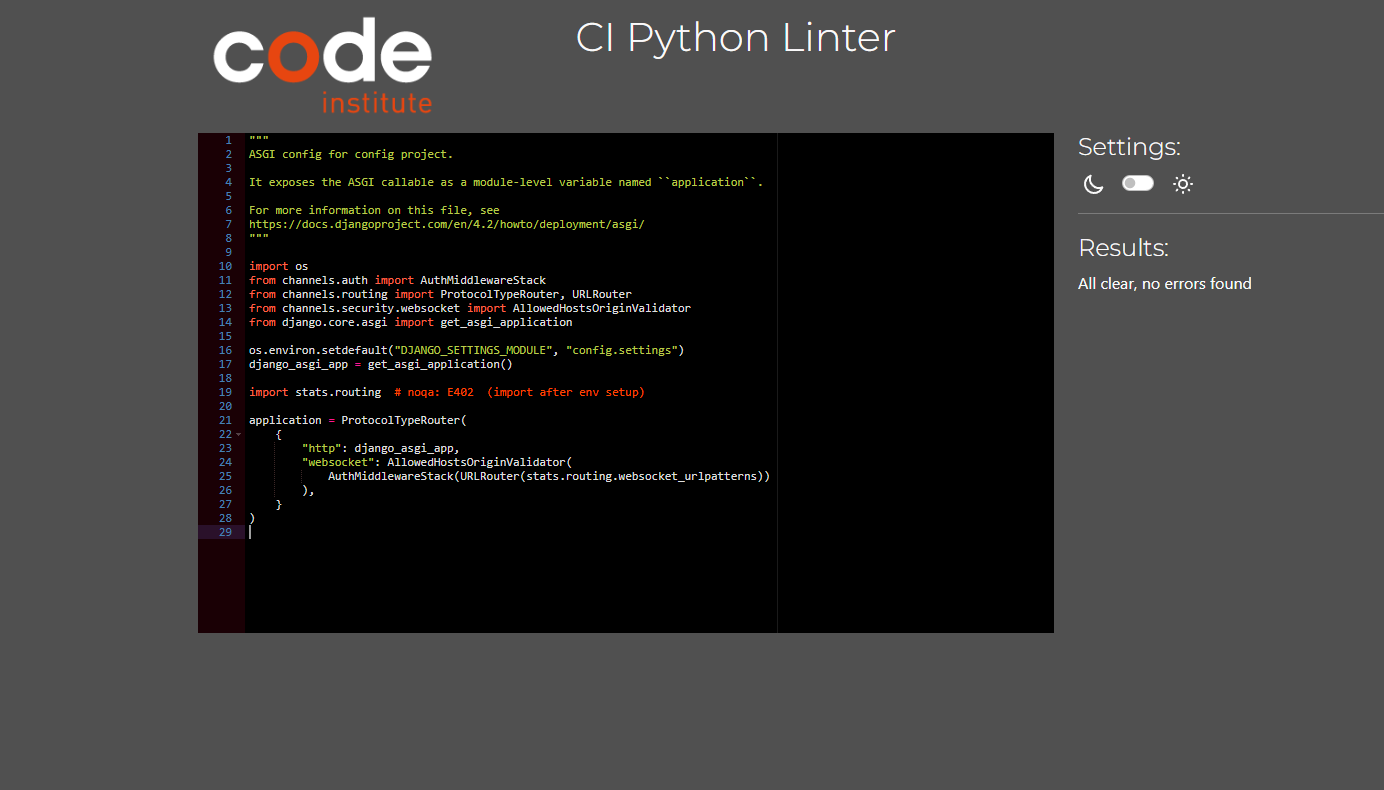 code
institute
CI Python Linter
1 """
2 ASGI config for config project.
3
4 It exposes the ASGI callable as a module-level variable named ``application``.
5
6 For more information on this file, see
7 https://docs.djangoproject.com/en/4.2/howto/deployment/asgi/
8 """
9
10 import os
11 from channels.auth import AuthMiddlewareStack
12 from channels.routing import ProtocolTypeRouter, URLRouter
13 from channels.security.websocket import AllowedHostsOriginValidator
14 from django.core.asgi import get_asgi_application
15
16 os.environ.setdefault("DJANGO_SETTINGS_MODULE", "config.settings")
17 django_asgi_app = get_asgi_application()
18
19 import stats.routing  # noqa: E402  (import after env setup)
20
21 application = ProtocolTypeRouter(
22     {
23         "http": django_asgi_app,
24         "websocket": AllowedHostsOriginValidator(
25             AuthMiddlewareStack(URLRouter(stats.routing.websocket_urlpatterns))
26         ),
27     }
28 )
29
Settings:
Results:
All clear, no errors found